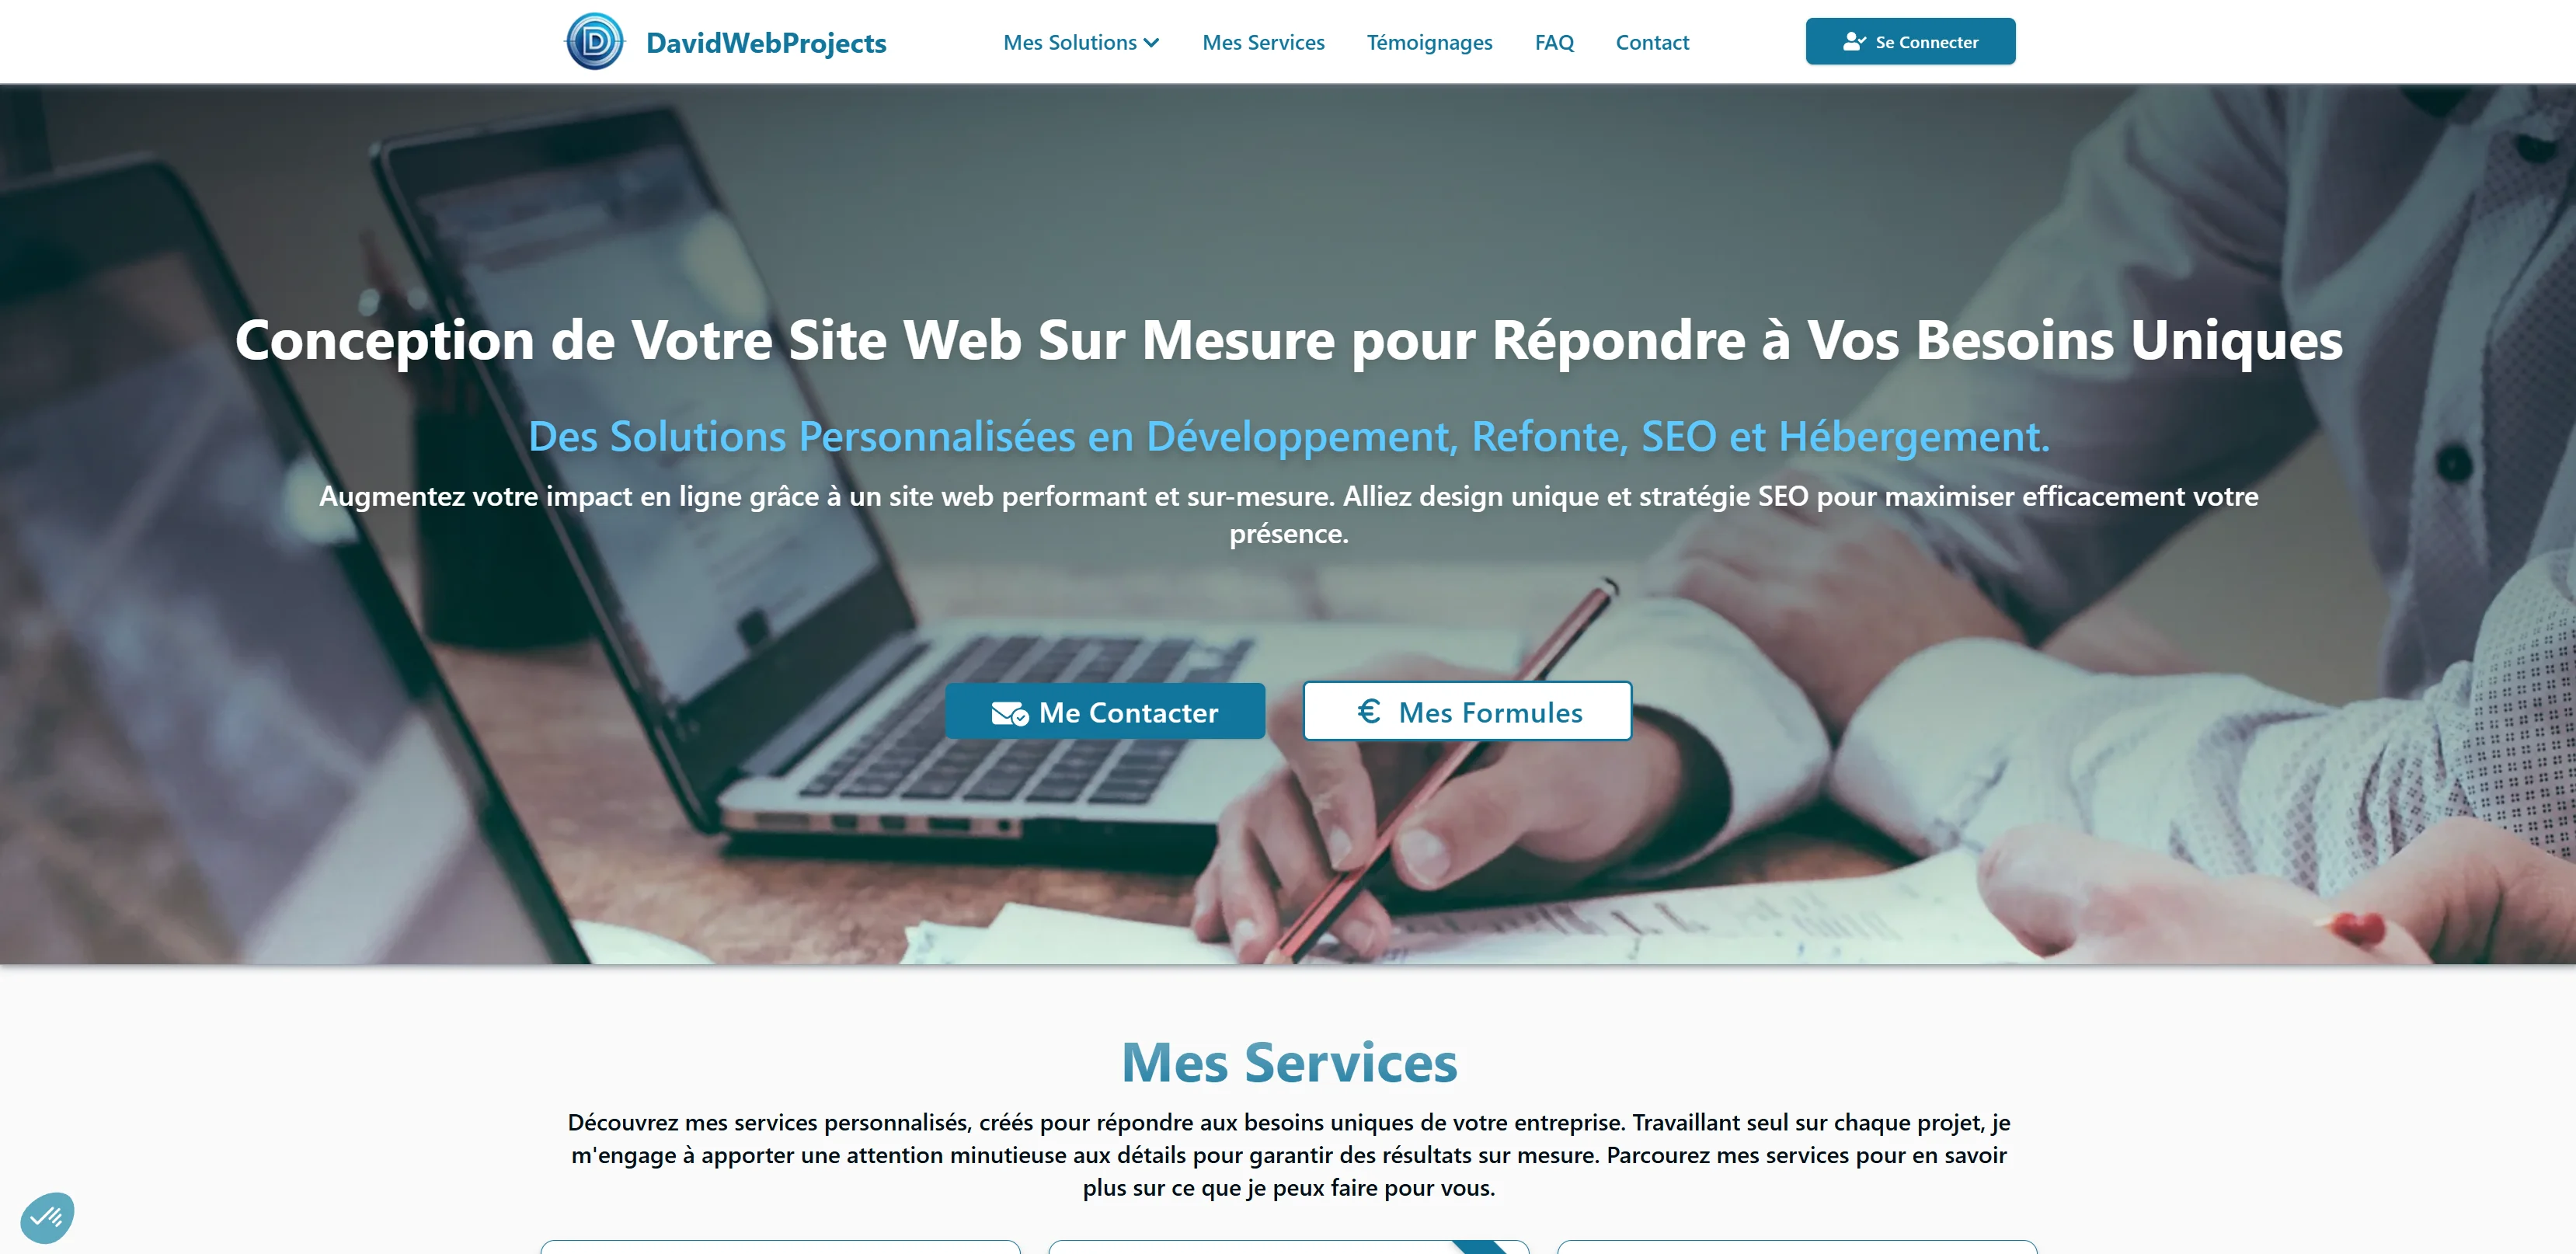 DavidWebProjects
Mes Solutions
Mes Services
Témoignages
FAQ
Contact
Se Connecter
Conception de Votre Site Web Sur Mesure pour Répondre à Vos Besoins Uniques
Des Solutions Personnalisées en Développement, Refonte, SEO et Hébergement.
Augmentez votre impact en ligne grâce à un site web performant et sur-mesure. Alliez design unique et stratégie SEO pour maximiser efficacement votre
présence.
Me Contacter
€ Mes Formules
Mes Services
Découvrez mes services personnalisés, créés pour répondre aux besoins uniques de votre entreprise. Travaillant seul sur chaque projet, je
m'engage à apporter une attention minutieuse aux détails pour garantir des résultats sur mesure. Parcourez mes services pour en savoir
plus sur ce que je peux faire pour vous.